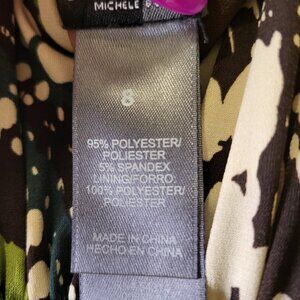 MICHELE
8
95% POLYESTER/
POLIESTER
5% SPANDEX
LINING/FORRO:
100% POLYESTER/
POLIESTER
MADE IN CHINA
HECHO EN CHINA